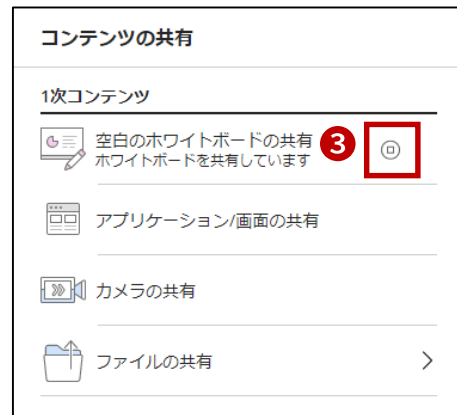 コンテンツの共有
1次コンテンツ
空白のホワイトボードの共有 3
ホワイトボードを共有しています
アプリケーション/画面の共有
カメラの共有
ファイルの共有